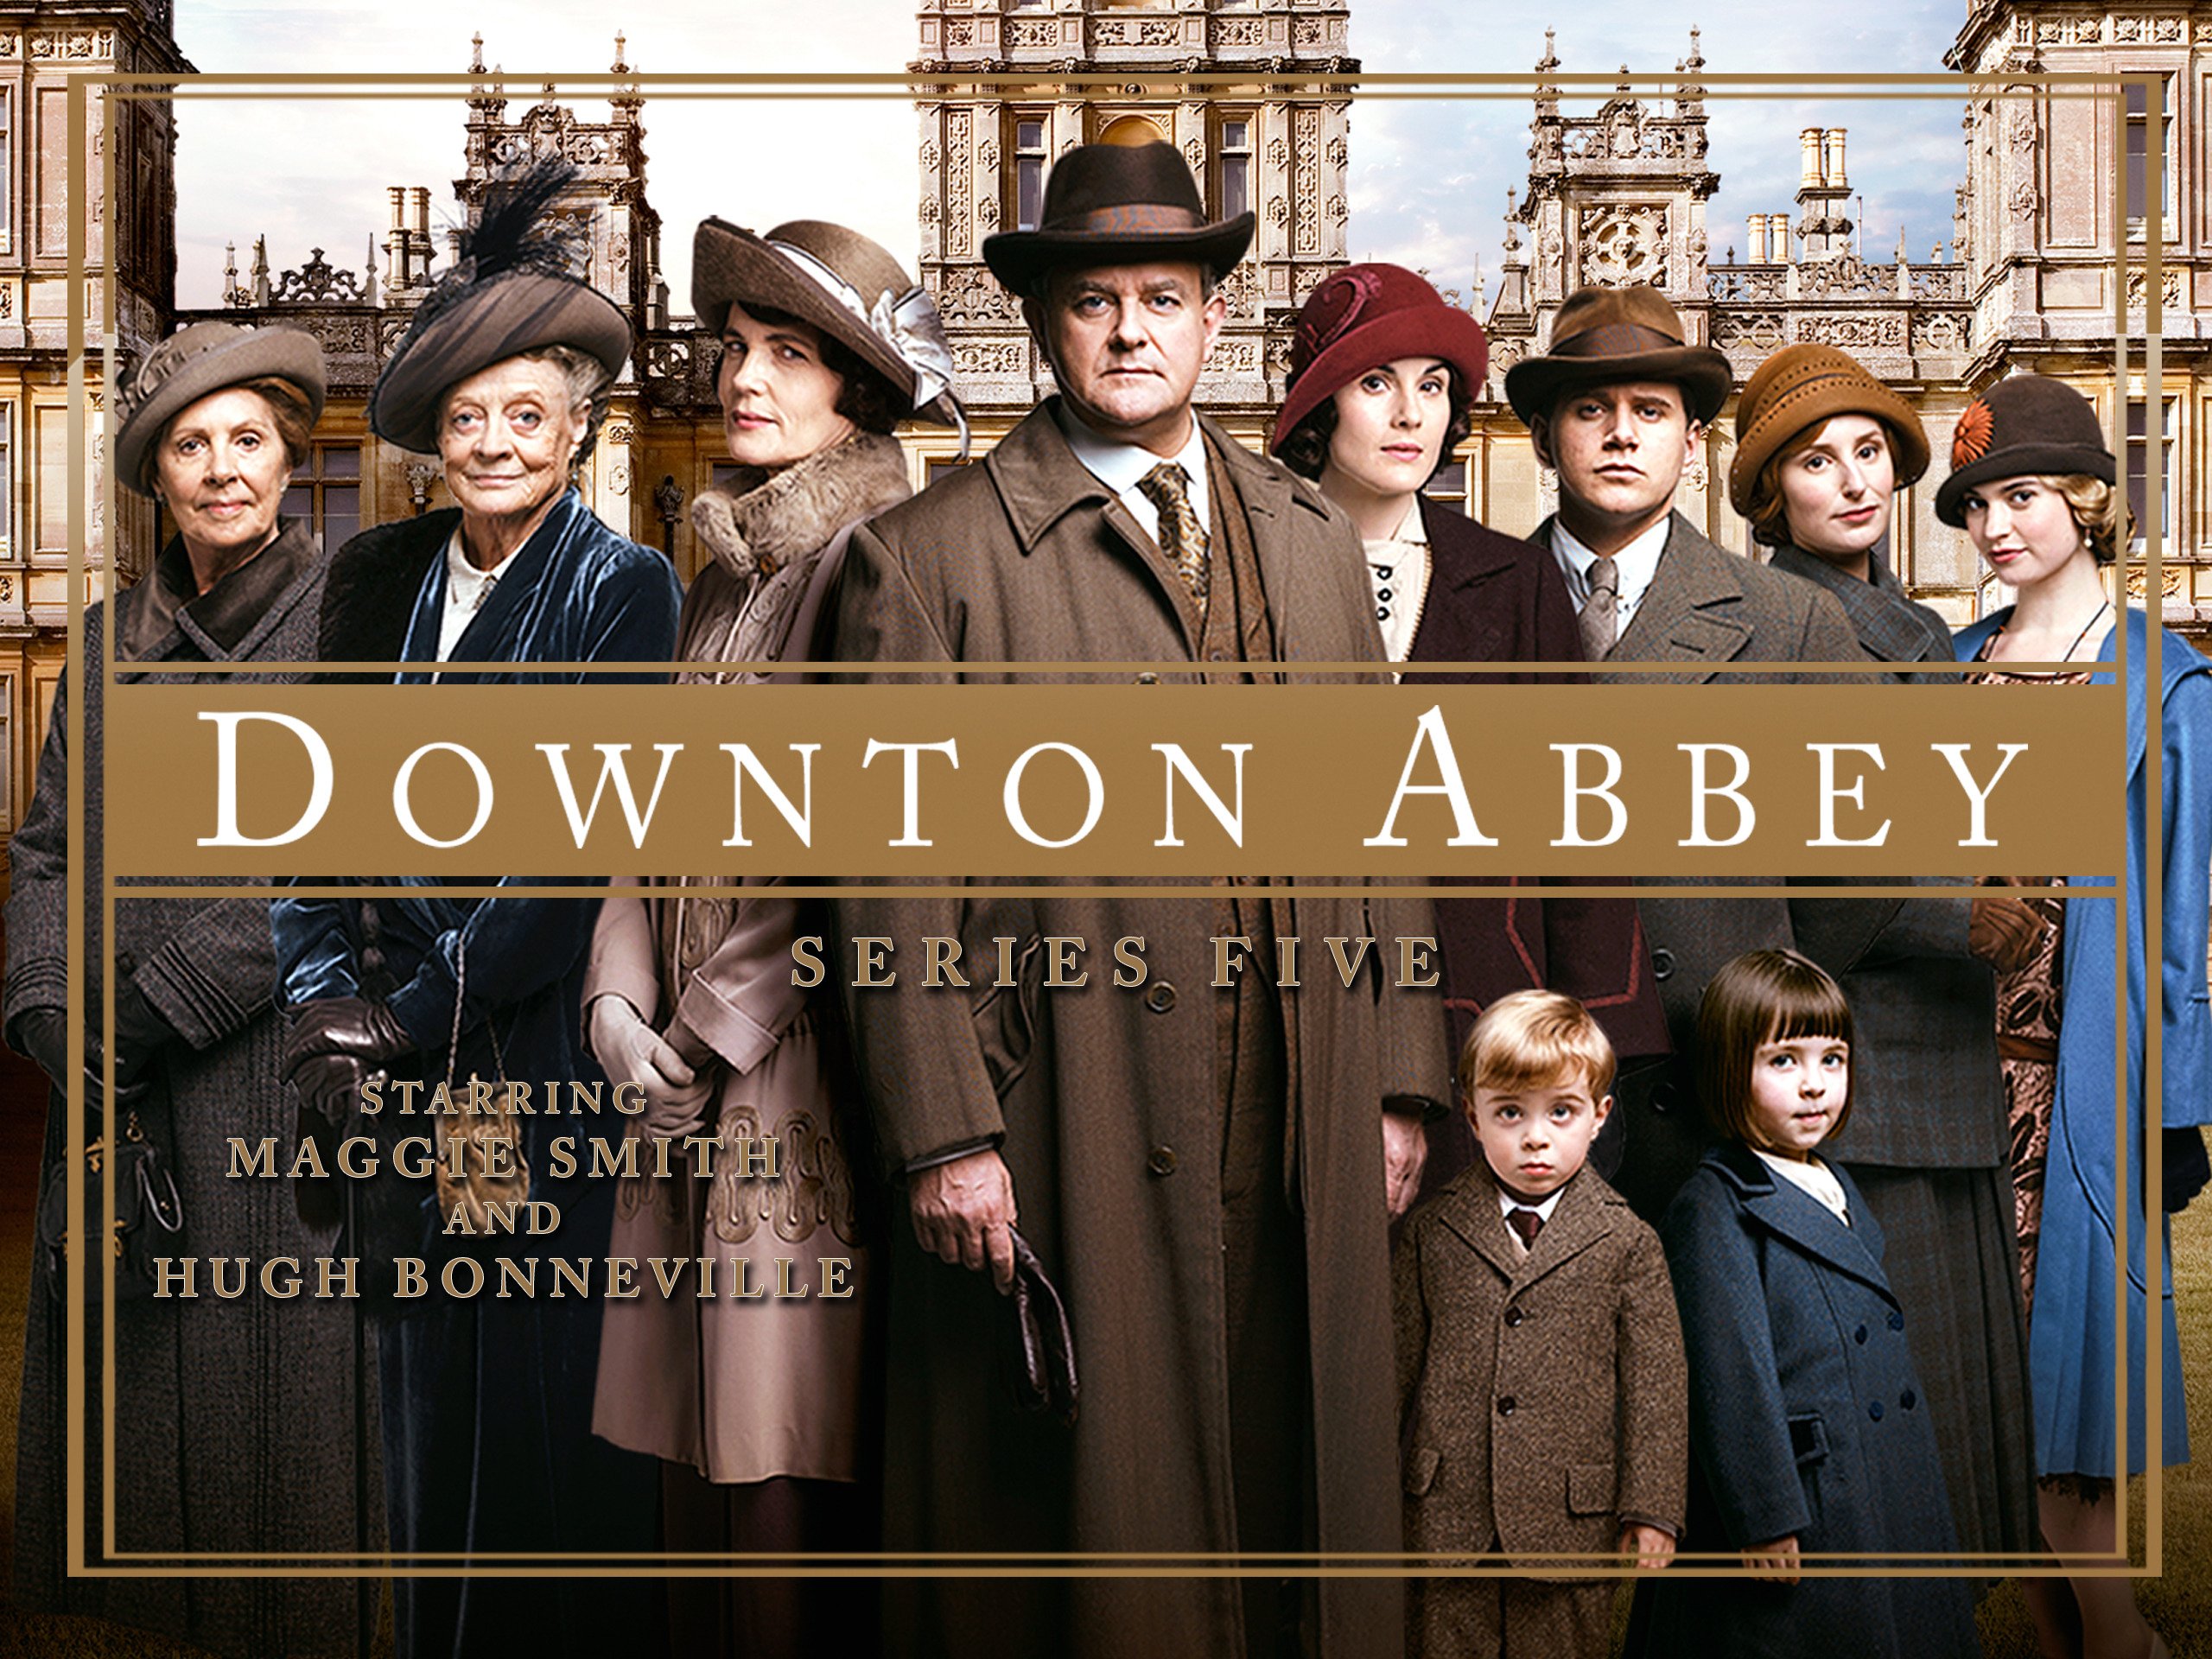 DOWNTON ABBEY
SERIES FIVE
STARRING
MAGGIE SMITH
AND
HUGH BONNEVILLE